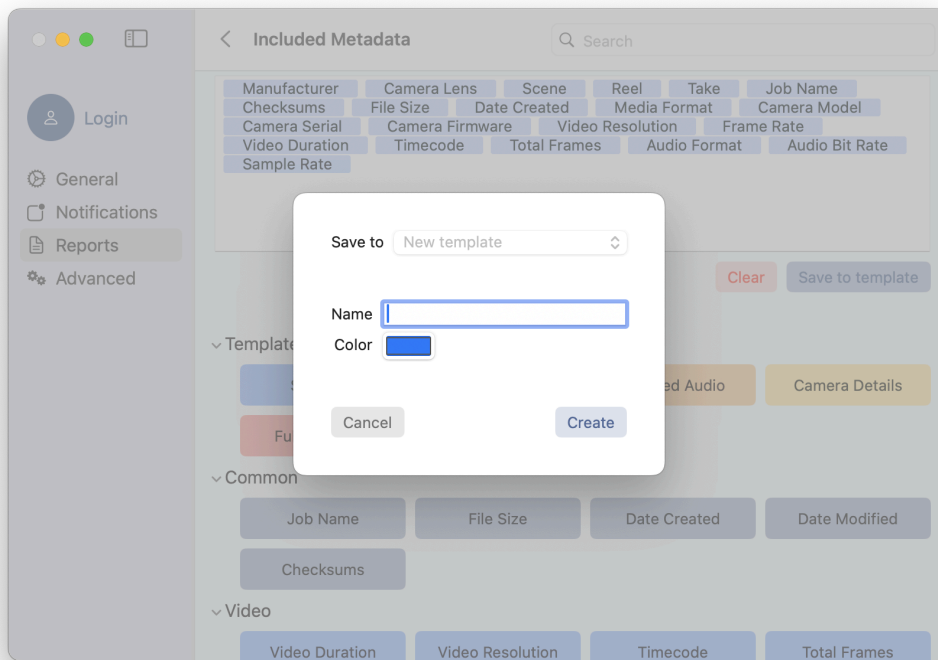 Included Metadata
Search
Login
General
Notifications
Reports
Advanced
Manufacturer Camera Lens Scene Reel Take Job Name
Checksums File Size Date Created Media Format Camera Model
Camera Serial Camera Firmware Video Resolution Frame Rate
Video Duration Timecode Total Frames Audio Format Audio Bit Rate
Sample Rate
Save to New template
Name
Color
Cancel Create
Clear Save to template
Template
ed Audio Camera Details
Fu
Common
Job Name File Size Date Created Date Modified
Checksums
Video
Video Duration Video Resolution Timecode Total Frames